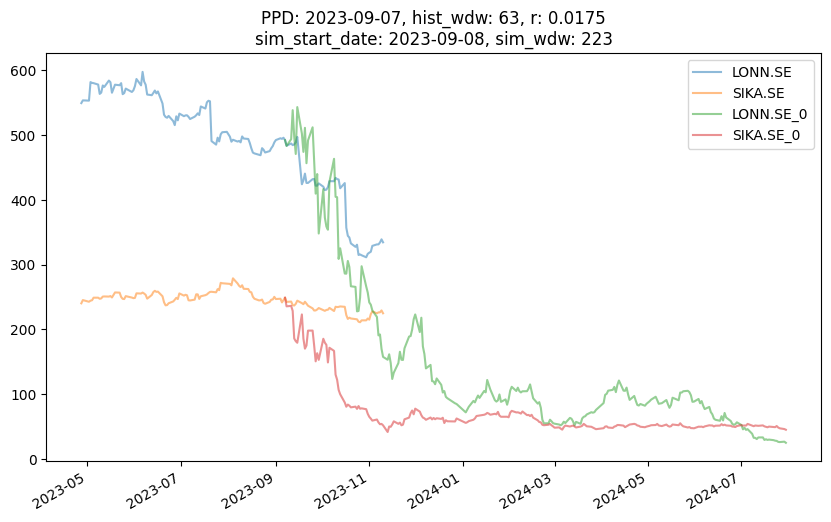 PPD: 2023-09-07, hist_wdw: 63, r: 0.0175
sim_start_date: 2023-09-08, sim_wdw: 223
LONN.SE
SIKA.SE
LONN.SE_0
SIKA.SE_0
600
500
400
300
200
100
0
2023-05
2023-07
2023-09
2023-11
2024-01
2024-03
2024-05
2024-07